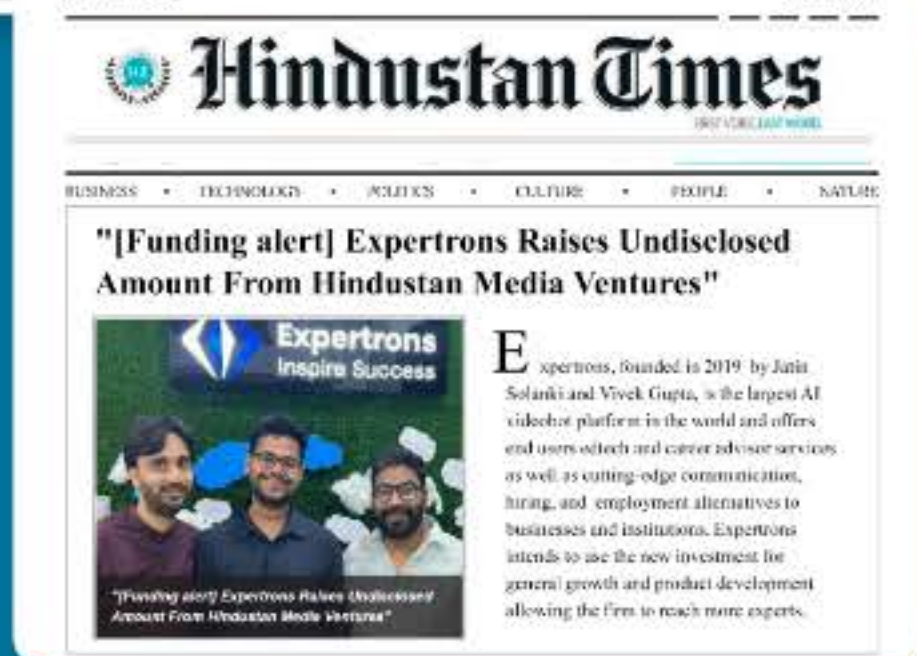 Hindustan Times
FIRST VOICE.LAST WORD.
BUSINESS • TECHNOLOGY • POLITICS • CULTURE • PEOPLE • NATURE
"[Funding alert] Expertrons Raises Undisclosed
Amount From Hindustan Media Ventures"
Expertrons
Inspire Success
"[Funding alert] Expertrons Raises Undisclosed
Amount From Hindustan Media Ventures"
Expertrons, founded in 2019 by Jatin
Solanki and Vivek Gupta, is the largest AI
videobot platform in the world and offers
end users edtech and career advisor services
as well as cutting-edge communication,
hiring, and employment alternatives to
businesses and institutions. Expertrons
intends to use the new investment for
general growth and product development
allowing the firm to reach more experts.